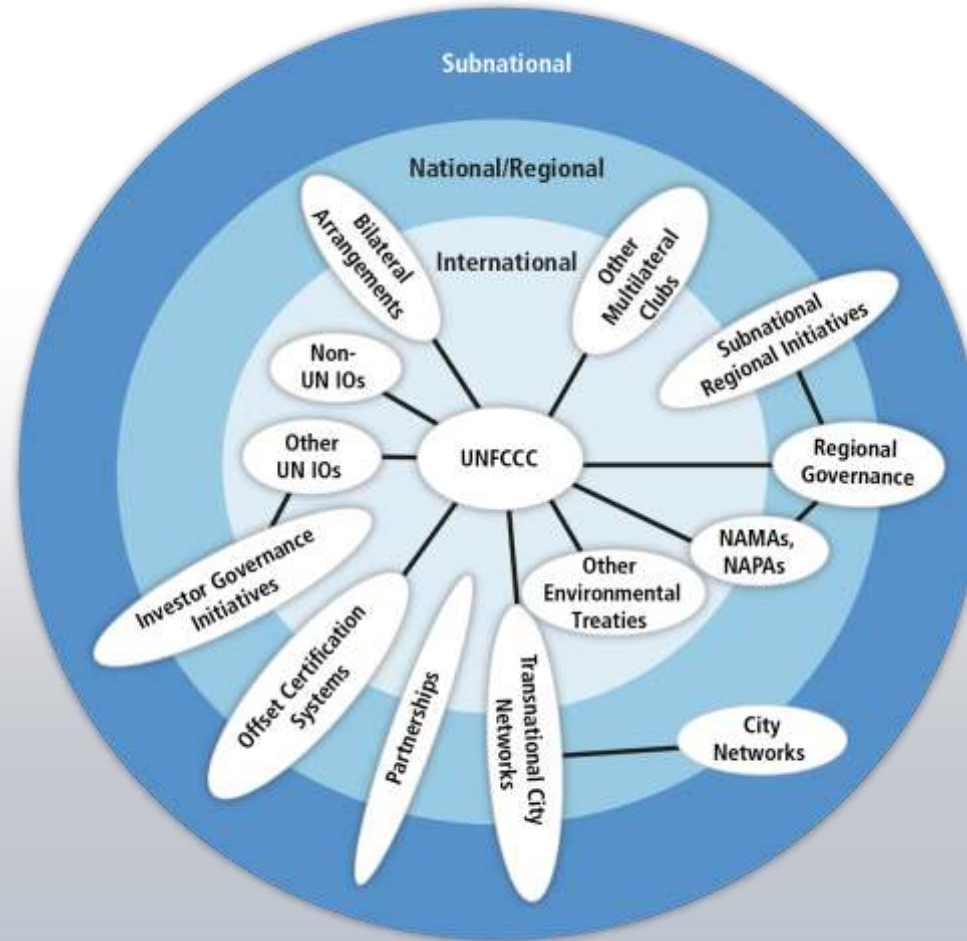 Subnational
National/Regional
International
Bilateral
Arrangements
Other
Multilateral
Clubs
Subnational
Regional Initiatives
Non-
UN IOs
Other
UN IOs
UNFCCC
Regional
Governance
NAMAs,
NAPAs
Other
Environmental
Treaties
Investor Governance
Initiatives
Offset Certification
Systems
Partnerships
Transnational City
Networks
City
Networks